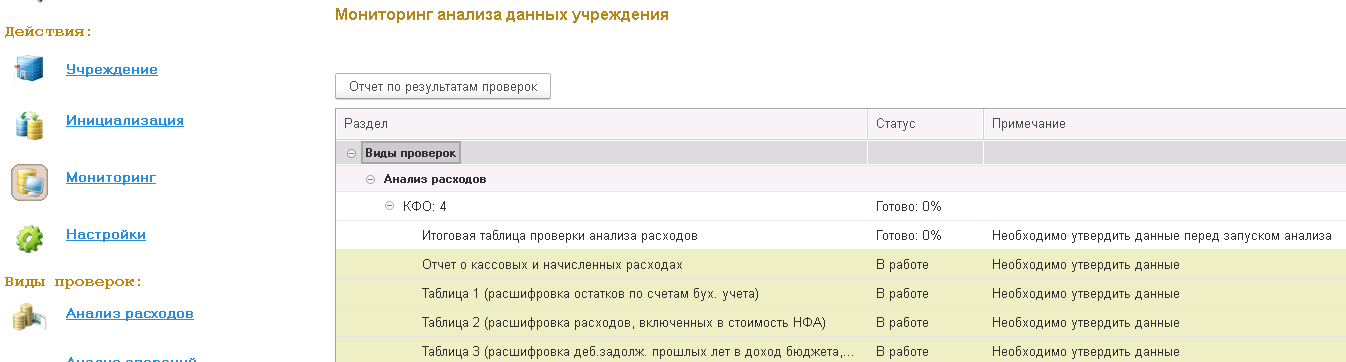 Мониторинг анализа данных учреждения
Действия:
Учреждение
Инициализация
Мониторинг
Настройки
Виды проверок:
Анализ расходов
Отчет по результатам проверок
Раздел Статус Примечание
Виды проверок
Анализ расходов
КФО: 4 Готово: 0%
Итоговая таблица проверки анализа расходов Готово: 0% Необходимо утвердить данные перед запуском анализа
Отчет о кассовых и начисленных расходах В работе Необходимо утвердить данные
Таблица 1 (расшифровка остатков по счетам бух. учета) В работе Необходимо утвердить данные
Таблица 2 (расшифровка расходов, включенных в стоимость НФА) В работе Необходимо утвердить данные
Таблица 3 (расшифровка деб.задолж. прошлых лет в доход бюджета,... В работе Необходимо утвердить данные